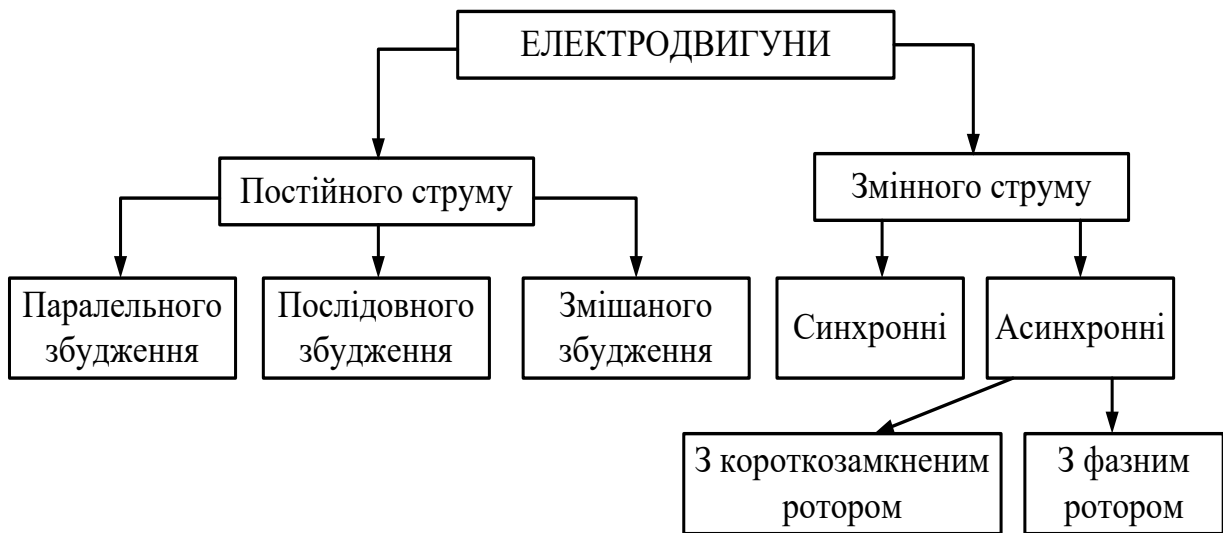 ЕЛЕКТРОДВИГУНИ
Постійного струму
Змінного струму
Паралельного
збудження
Послідовного
збудження
Змішаного
збудження
Синхронні
Асинхронні
З короткозамкненим
ротором
З фазним
ротором